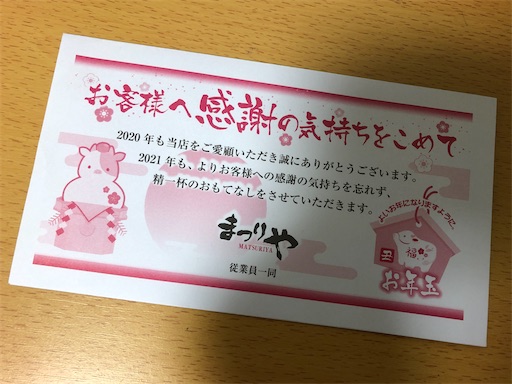 お客様へ感謝の気持ちをこめて
2020年も当店をご愛顧いただき誠にありがとうございます。
2021年も、よりお客様への感謝の気持ちを忘れず、
精一杯のおもてなしをさせていただきます。
まつりや
MATSURIYA
従業員一同
よいお年になりますように
丑
福
お年玉